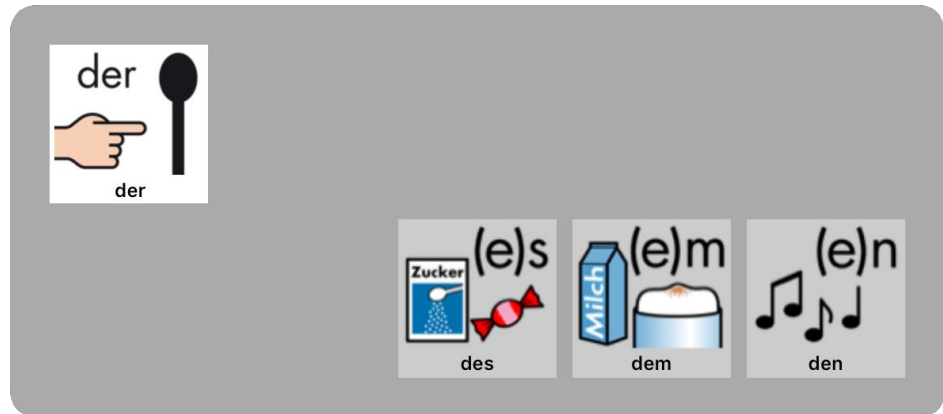 der
der
(e)s
Zucker
des
(e)m
Milch
dem
(e)n
den